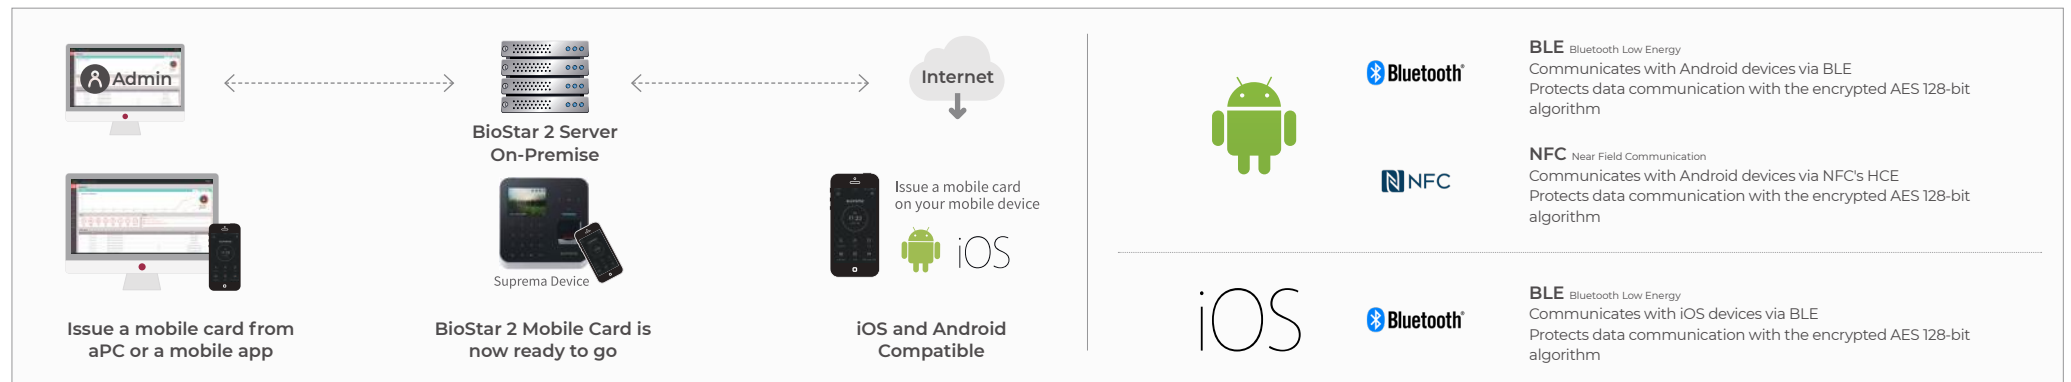 Admin
BioStar 2 Server
On-Premise
Internet
Suprema Device
Issue a mobile card
on your mobile device
iOS
Issue a mobile card from
aPC or a mobile app
BioStar 2 Mobile Card is
now ready to go
iOS and Android
Compatible
Bluetooth®
BLE Bluetooth Low Energy
Communicates with Android devices via BLE
Protects data communication with the encrypted AES 128-bit
algorithm
NFC
NFC Near Field Communication
Communicates with Android devices via NFC's HCE
Protects data communication with the encrypted AES 128-bit
algorithm
iOS
Bluetooth®
BLE Bluetooth Low Energy
Communicates with iOS devices via BLE
Protects data communication with the encrypted AES 128-bit
algorithm